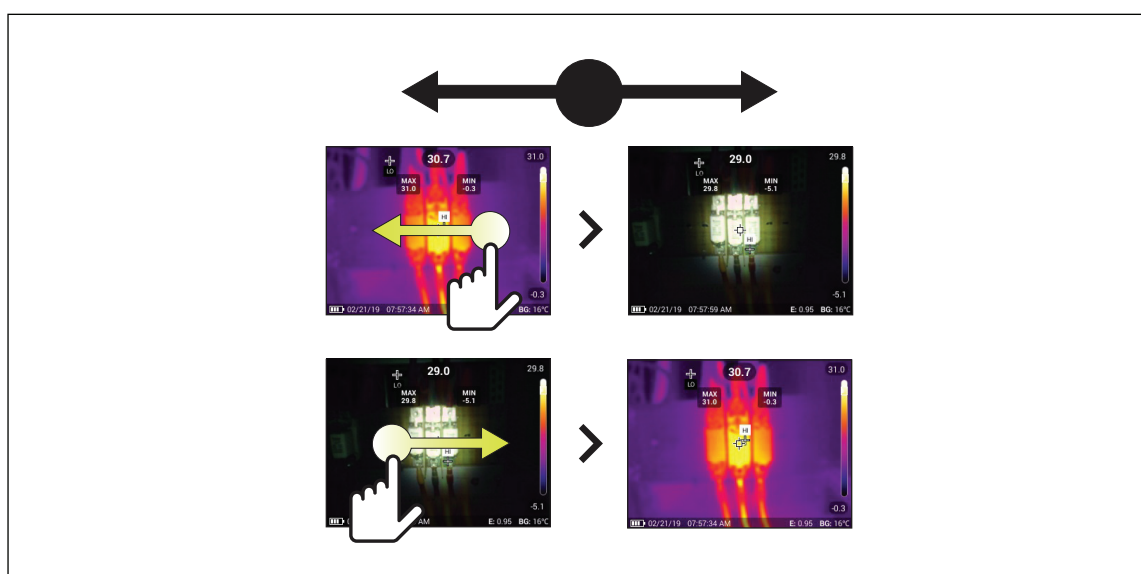 30.7
31.0
LO
MAX
31.0
MIN
-0.3
HI
-0.3
02/21/19 07:57:34 AM
BG: 16°C
29.0
29.8
LO
MAX
29.8
MIN
-5.1
HI
-5.1
02/21/19 07:57:59 AM E: 0.95 BG: 16°C
29.0
29.8
LO
MAX
29.8
MIN
-5.1
HI
-5.1
AM E: 0.95 BG: 16°C
30.7
31.0
LO
MAX
31.0
MIN
-0.3
HI
-0.3
02/21/19 07:57:34 AM E: 0.95 BG: 16°C